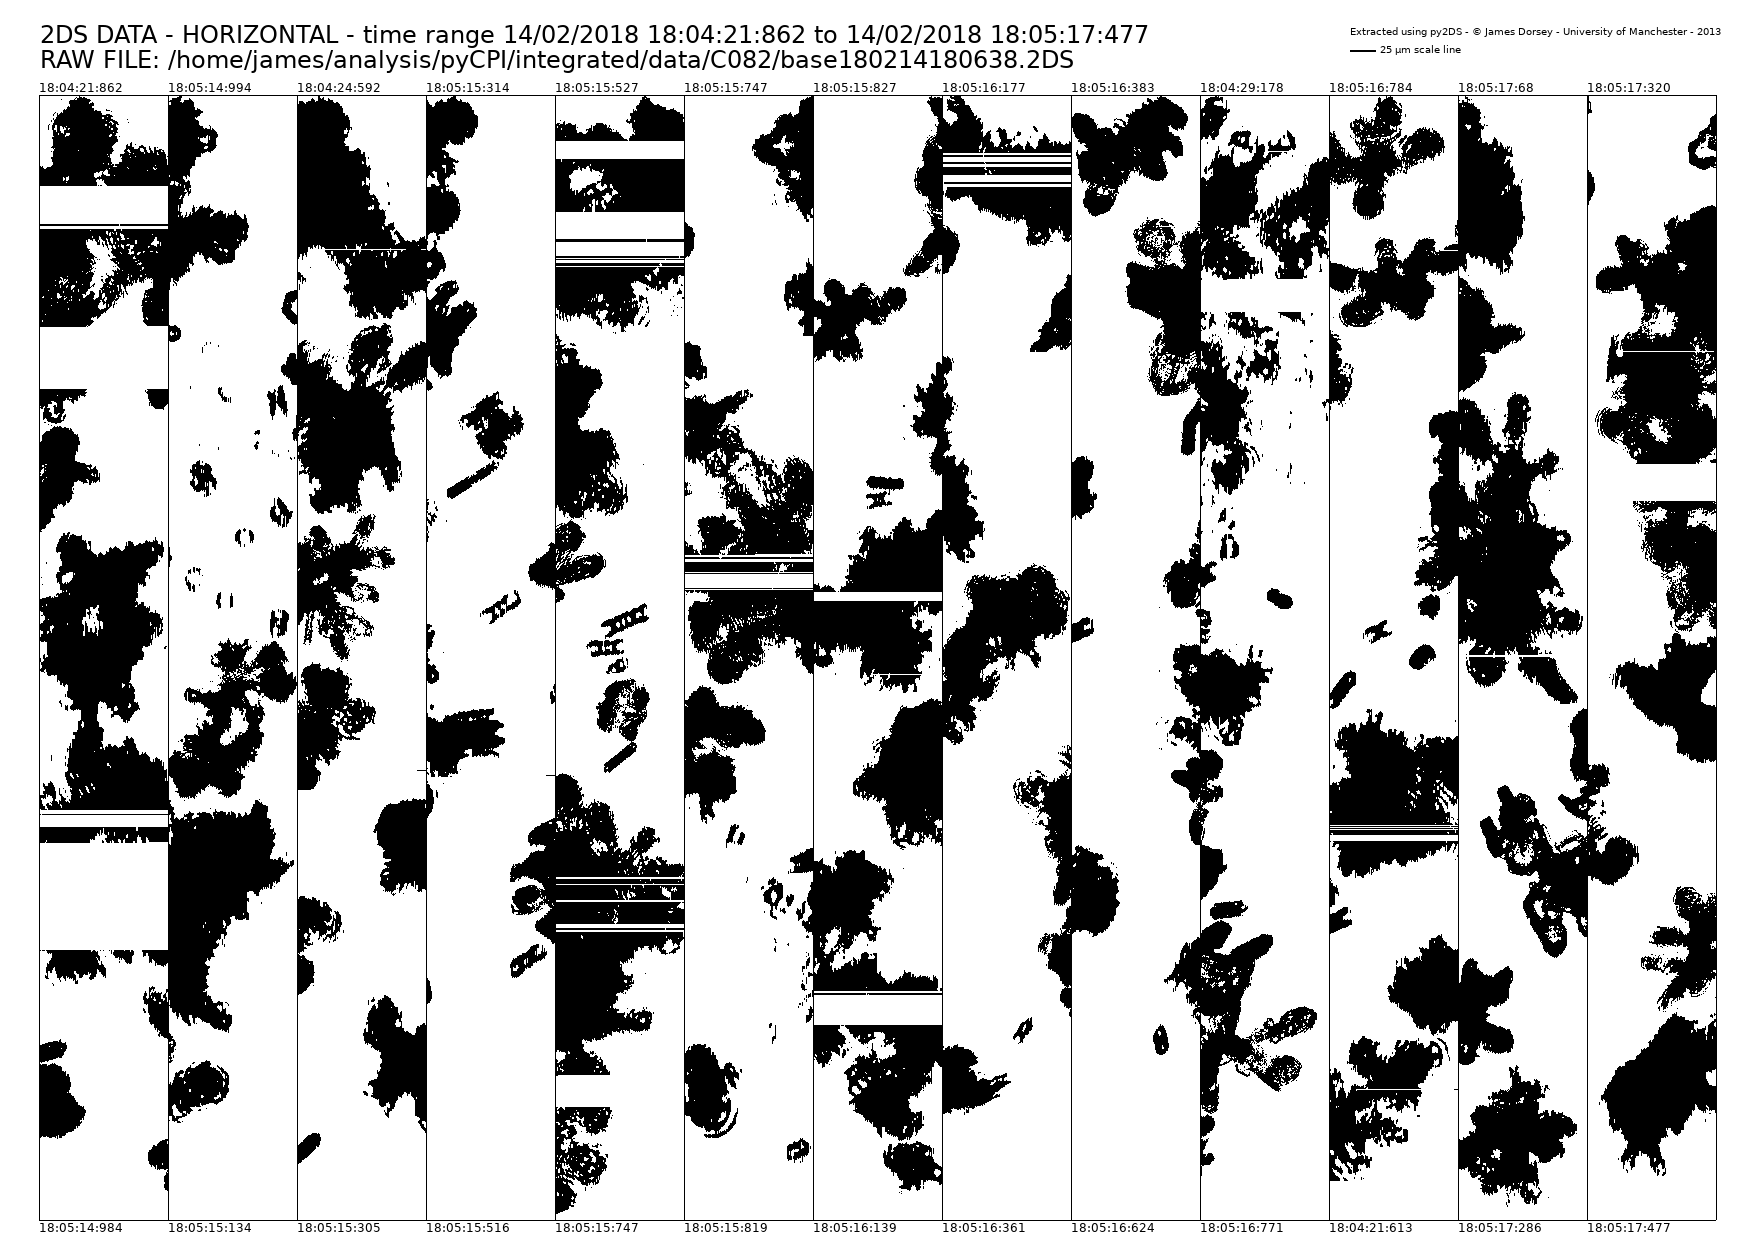 2DS DATA - HORIZONTAL - time range 14/02/2018 18:04:21:862 to 14/02/2018 18:05:17:477
RAW FILE: /home/james/analysis/pyCPI/integrated/data/C082/base180214180638.2DS
Extracted using py2DS - © James Dorsey - University of Manchester - 2013
25 µm scale line
18:04:21:862 18:05:14:994 18:04:24:592 18:05:15:314 18:05:15:527 18:05:15:747 18:05:15:827 18:05:16:177 18:05:16:383 18:04:29:178 18:05:16:784 18:05:17:68 18:05:17:320
18:05:14:984 18:05:15:134 18:05:15:305 18:05:15:516 18:05:15:747 18:05:15:819 18:05:16:139 18:05:16:361 18:05:16:624 18:05:16:771 18:04:21:613 18:05:17:286 18:05:17:477